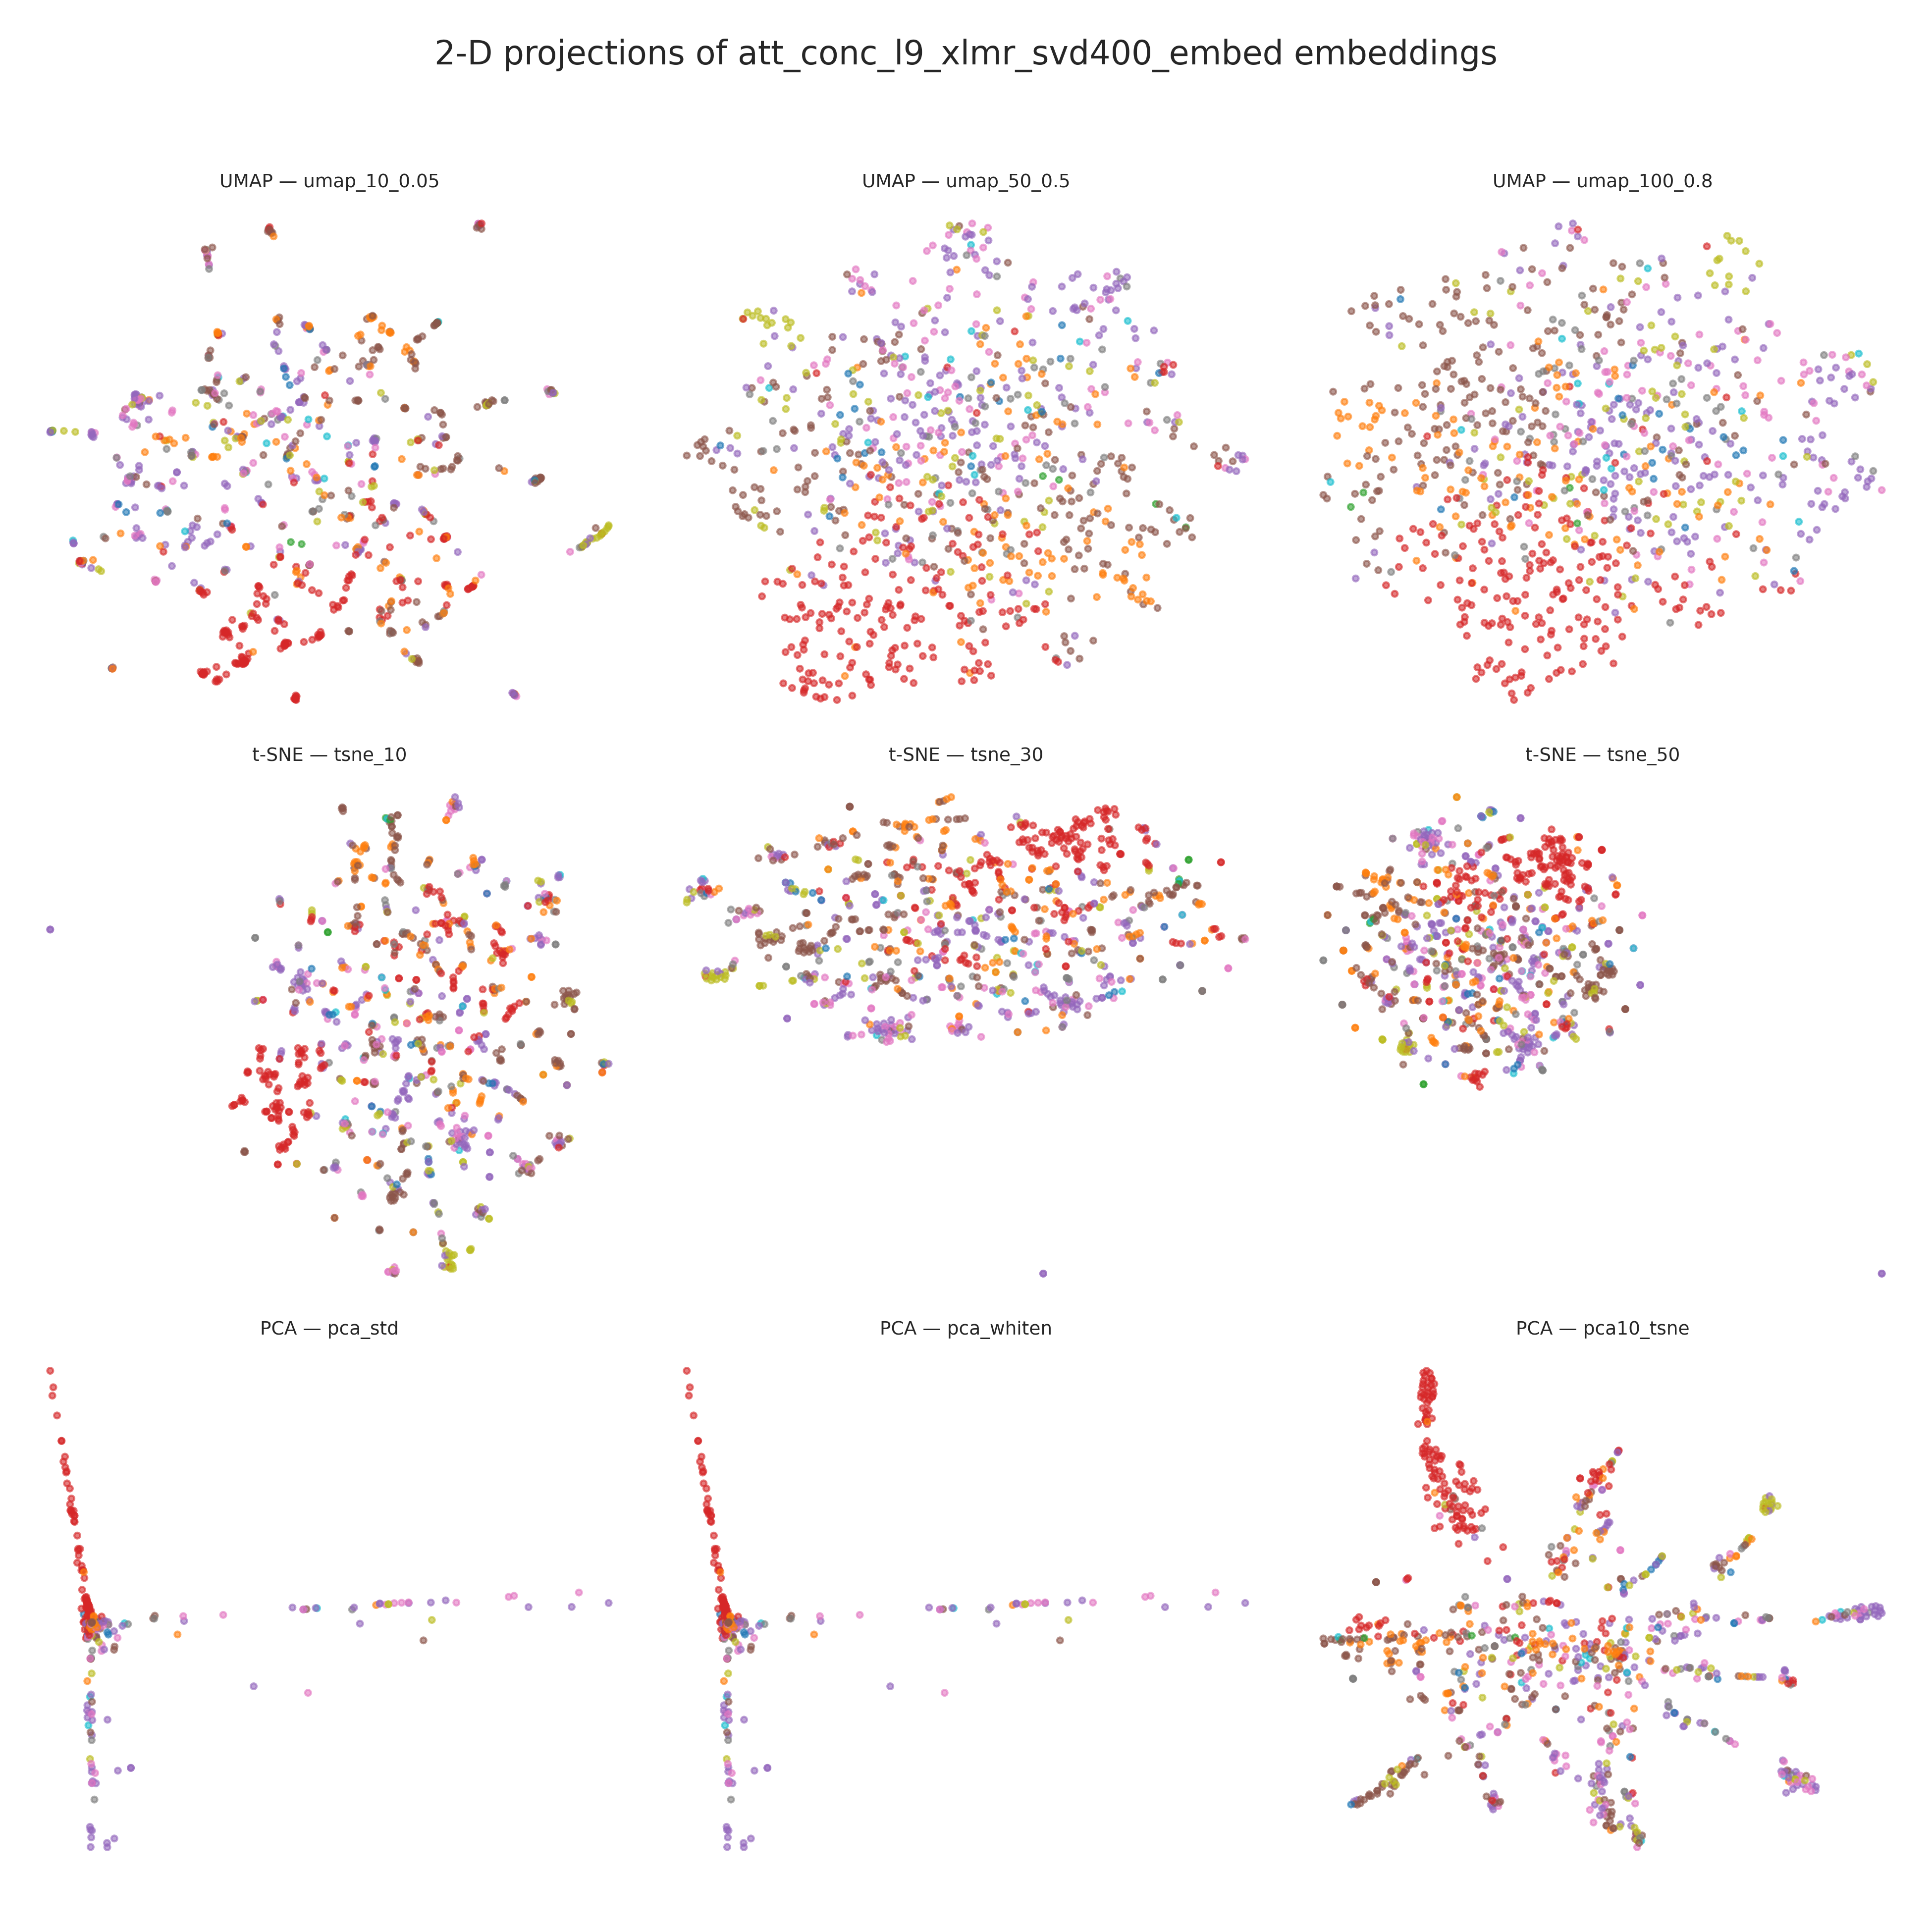 2-D projections of att_conc_l9_xlmr_svd400_embed embeddings
UMAP — umap_10_0.05
UMAP — umap_50_0.5
UMAP — umap_100_0.8
t-SNE — tsne_10
t-SNE — tsne_30
t-SNE — tsne_50
PCA — pca_std
PCA — pca_whiten
PCA — pca10_tsne